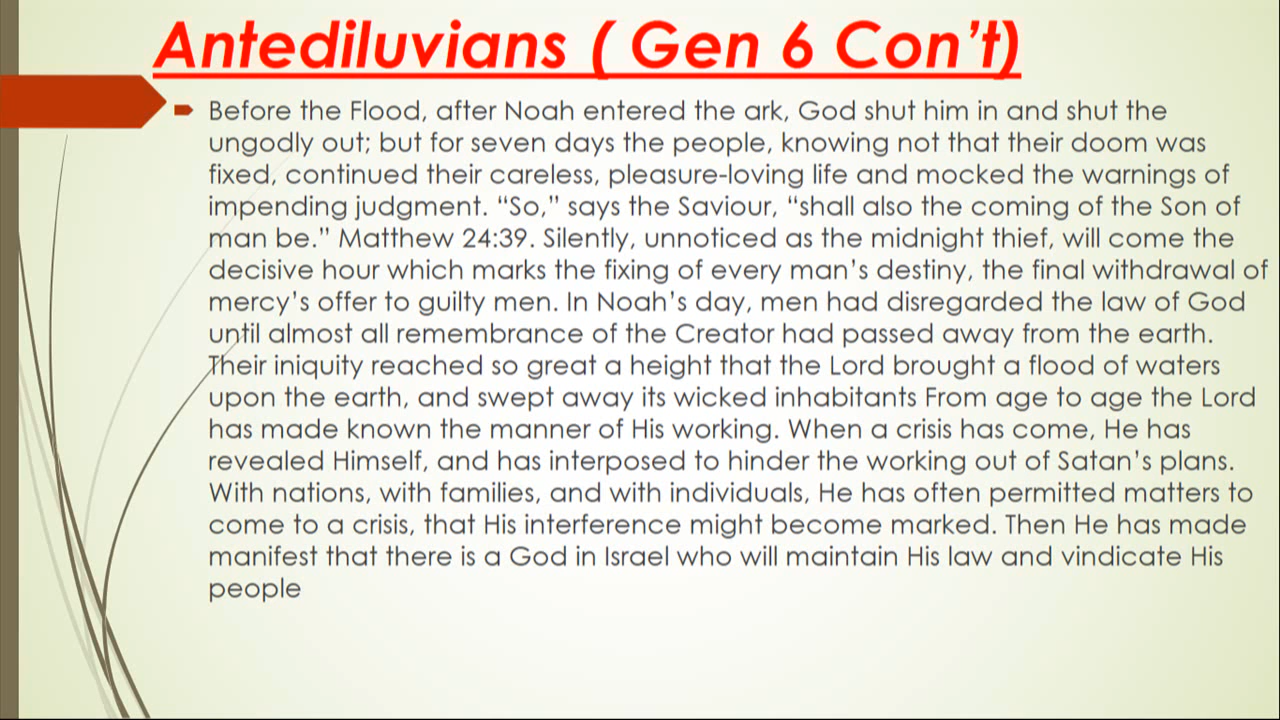 Antediluvians ( Gen 6 Con’t)
Before the Flood, after Noah entered the ark, God shut him in and shut the
ungodly out; but for seven days the people, knowing not that their doom was
fixed, continued their careless, pleasure-loving life and mocked the warnings of
impending judgment. “So,” says the Saviour, “shall also the coming of the Son of
man be.” Matthew 24:39. Silently, unnoticed as the midnight thief, will come the
decisive hour which marks the fixing of every man’s destiny, the final withdrawal of
mercy’s offer to guilty men. In Noah’s day, men had disregarded the law of God
until almost all remembrance of the Creator had passed away from the earth.
Their iniquity reached so great a height that the Lord brought a flood of waters
upon the earth, and swept away its wicked inhabitants From age to age the Lord
has made known the manner of His working. When a crisis has come, He has
revealed Himself, and has interposed to hinder the working out of Satan’s plans.
With nations, with families, and with individuals, He has often permitted matters to
come to a crisis, that His interference might become marked. Then He has made
manifest that there is a God in Israel who will maintain His law and vindicate His
people